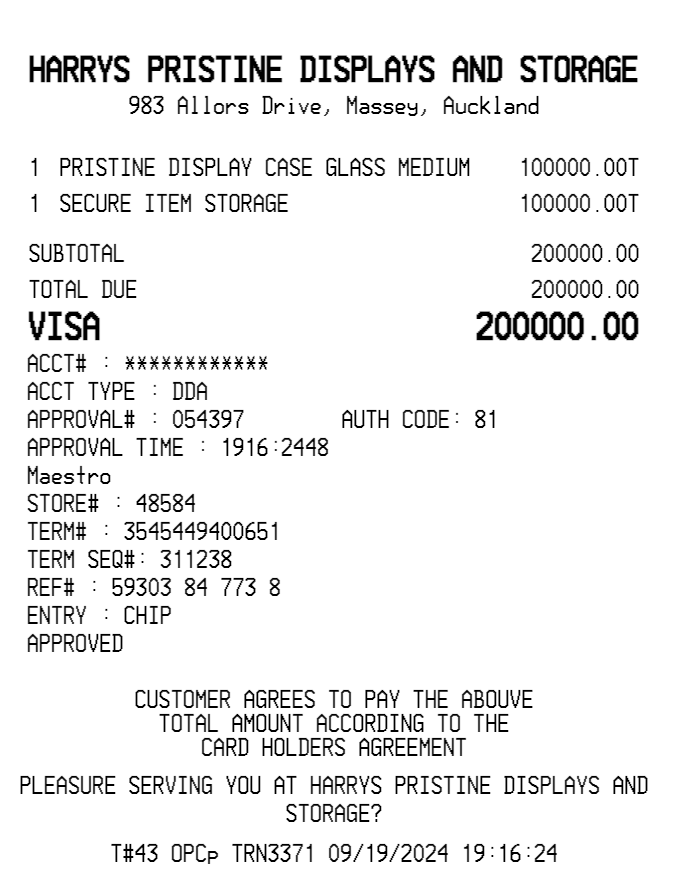 HARRYS PRISTINE DISPLAYS AND STORAGE
983 Allors Drive, Massey, Auckland
1 PRISTINE DISPLAY CASE GLASS MEDIUM 100000.00T
1 SECURE ITEM STORAGE 100000.00T
SUBTOTAL 200000.00
TOTAL DUE 200000.00
VISA 200000.00
ACCT# : ************
ACCT TYPE : DDA
APPROVAL# : 054397 AUTH CODE: 81
APPROVAL TIME : 1916:2448
Maestro
STORE# : 48584
TERM# : 3545449400651
TERM SEQ#: 311238
REF# : 59303 84 773 8
ENTRY : CHIP
APPROVED
CUSTOMER AGREES TO PAY THE ABOUVE
TOTAL AMOUNT ACCORDING TO THE
CARD HOLDERS AGREEMENT
PLEASURE SERVING YOU AT HARRYS PRISTINE DISPLAYS AND
STORAGE?
T#43 OPCp TRN3371 09/19/2024 19:16:24